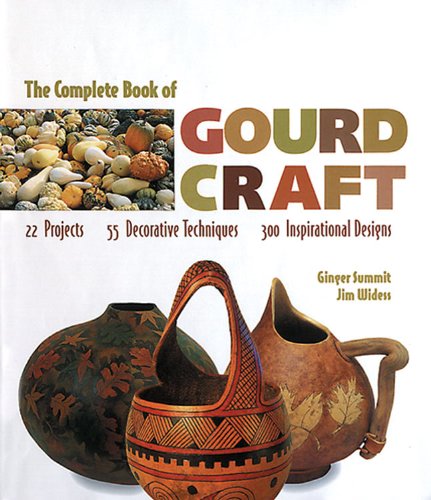 The Complete Book of
GOURD
CRAFT
22 Projects 55 Decorative Techniques 300 Inspirational Designs
Ginger Summit
Jim Widess